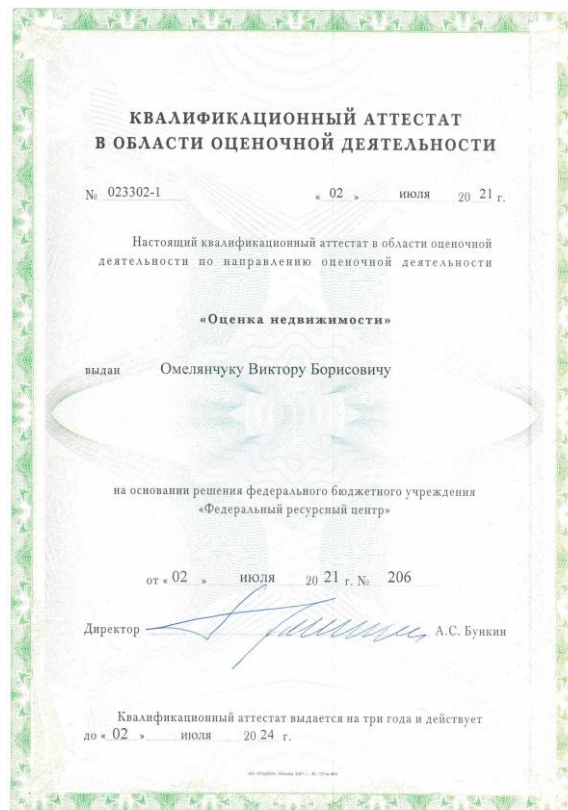 КВАЛИФИКАЦИОННЫЙ АТТЕСТАТ
В ОБЛАСТИ ОЦЕНОЧНОЙ ДЕЯТЕЛЬНОСТИ
№ 023302-1 « 02 » июля 20 21 г.
Настоящий квалификационный аттестат в области оценочной
деятельности по направлению оценочной деятельности
«Оценка недвижимости»
выдан Омелянчуку Виктору Борисовичу
на основании решения федерального бюджетного учреждения
«Федеральный ресурсный центр»
от « 02 » июля 20 21 г. № 206
Директор А.С. Бункин
Квалификационный аттестат выдается на три года и действует
до « 02 » июля 20 24 г.